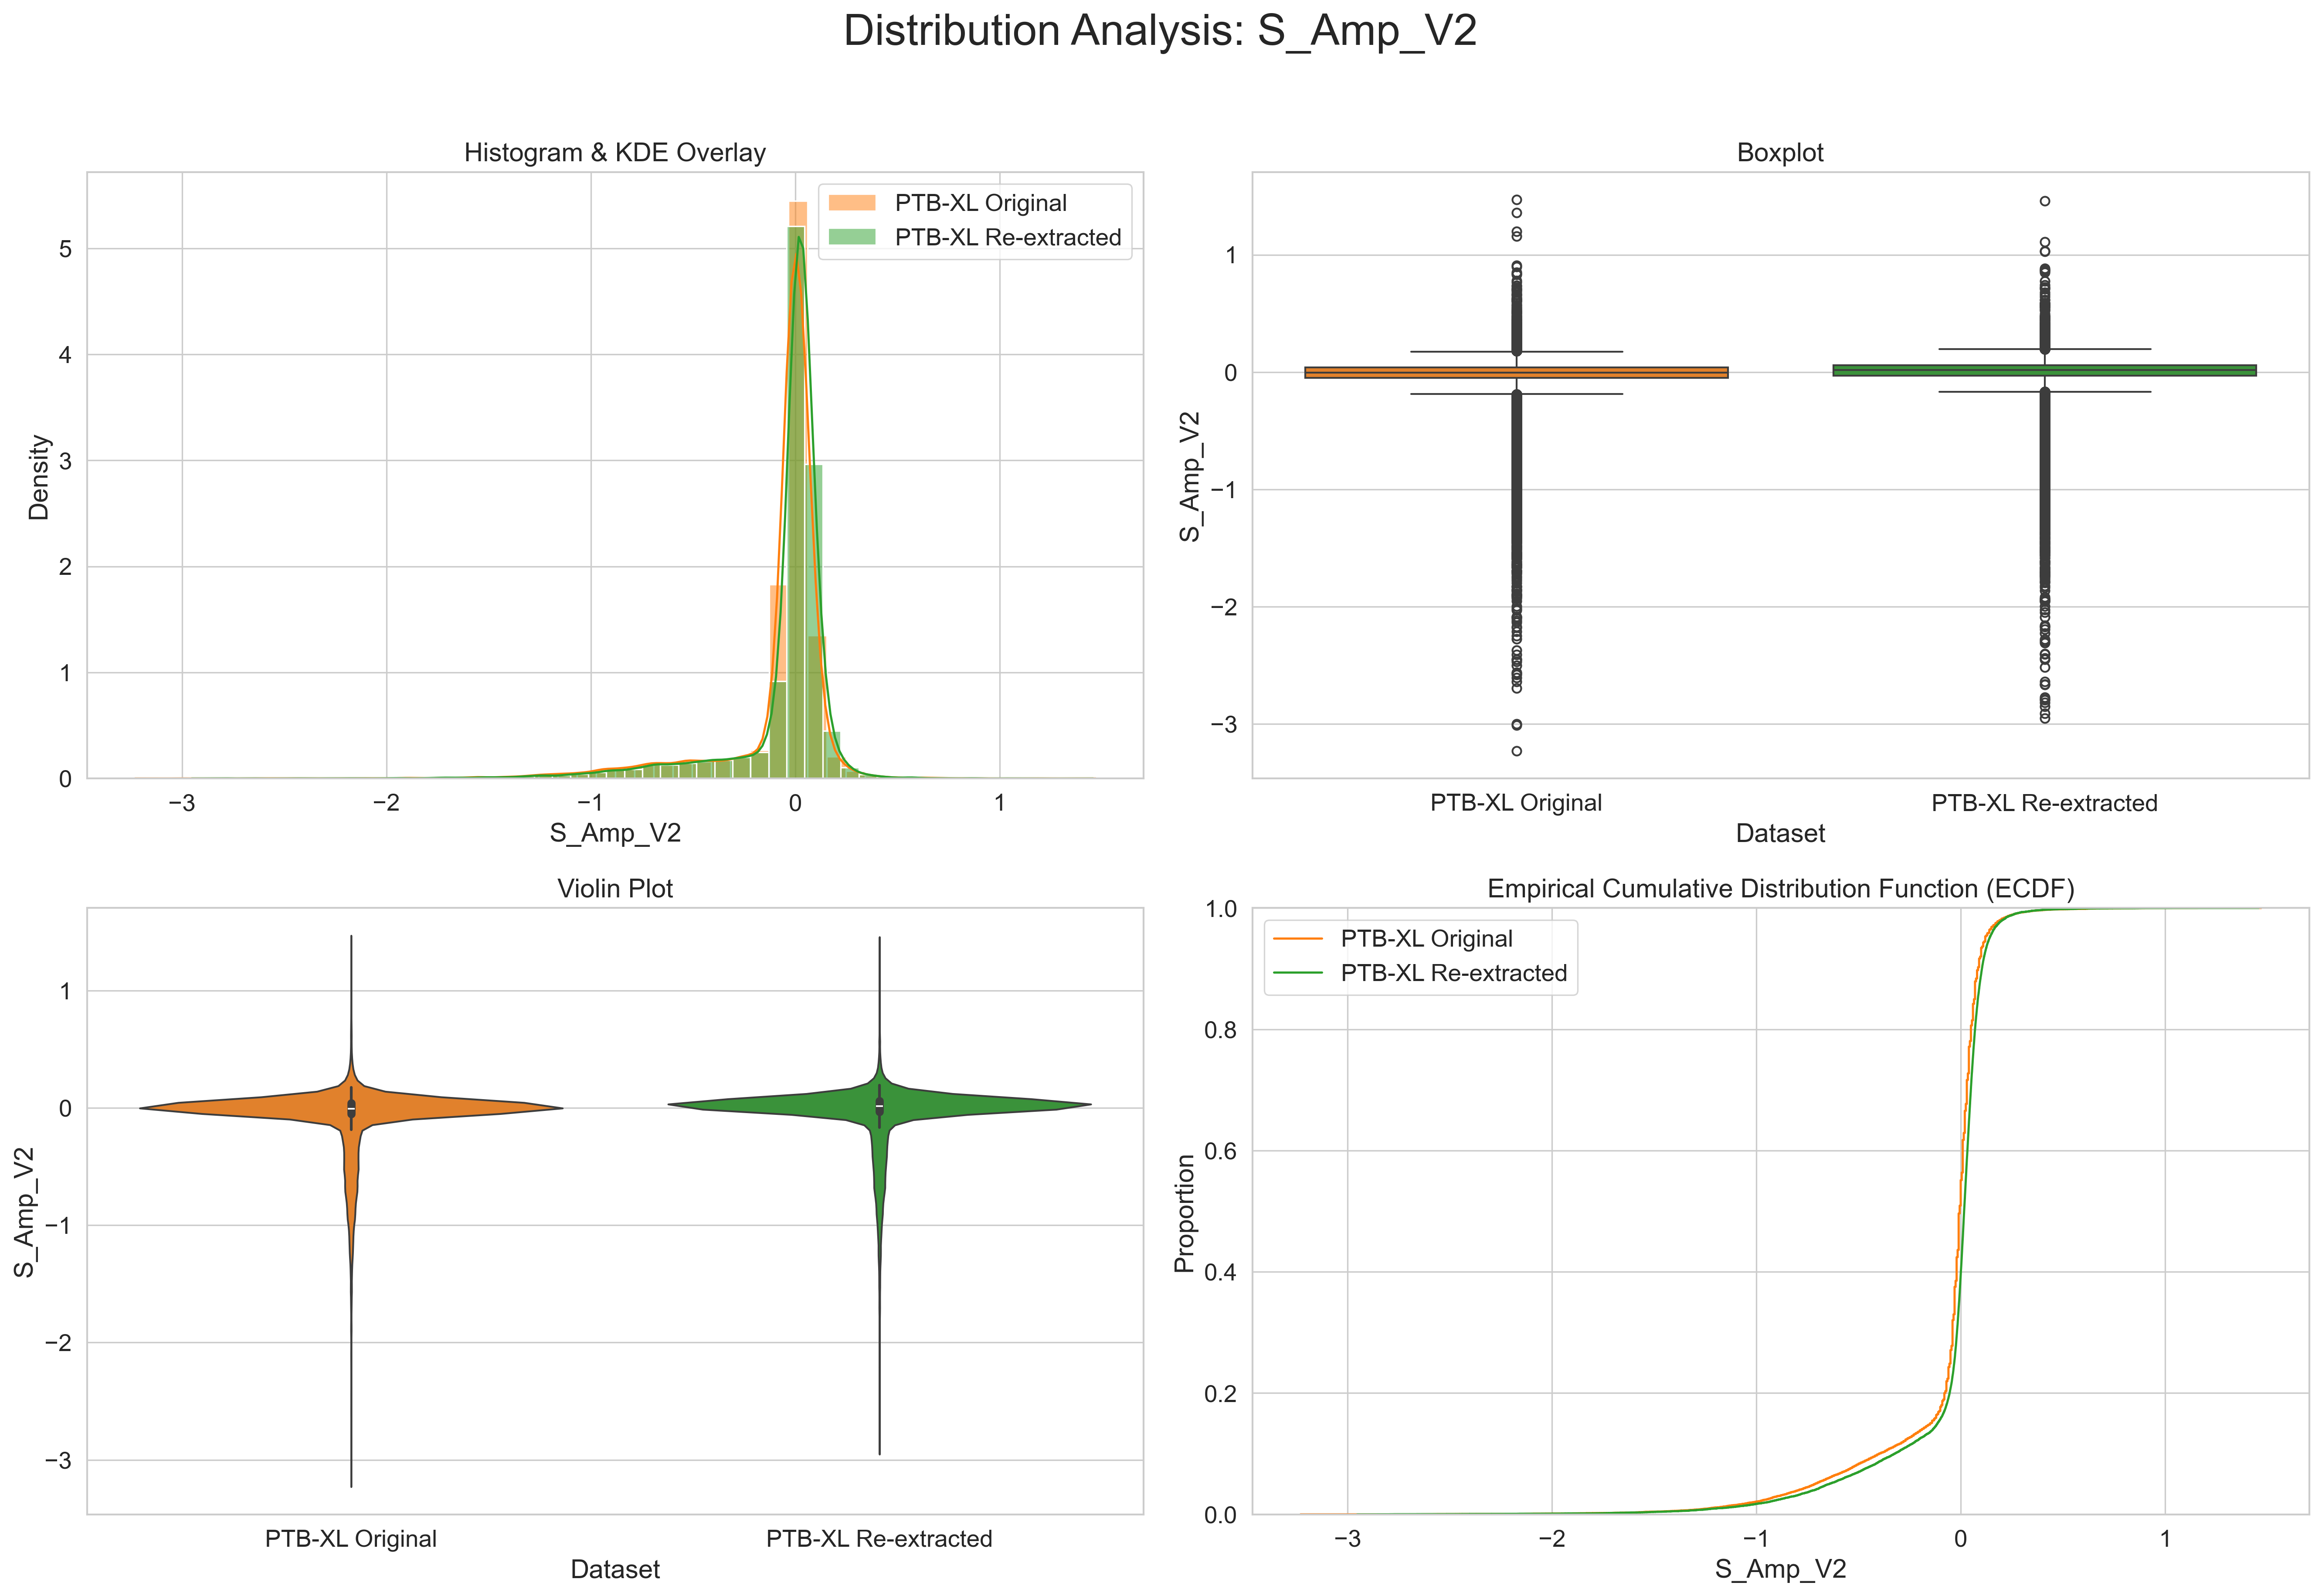 Distribution Analysis: S_Amp_V2
Histogram & KDE Overlay
PTB-XL Original
PTB-XL Re-extracted
5
4
3
2
1
0
Density
−3
−2
−1
0
1
S_Amp_V2
Boxplot
1
0
−1
−2
−3
S_Amp_V2
PTB-XL Original
PTB-XL Re-extracted
Dataset
Violin Plot
1
0
−1
−2
−3
S_Amp_V2
PTB-XL Original
PTB-XL Re-extracted
Dataset
Empirical Cumulative Distribution Function (ECDF)
PTB-XL Original
PTB-XL Re-extracted
1.0
0.8
0.6
0.4
0.2
0.0
Proportion
−3
−2
−1
0
1
S_Amp_V2